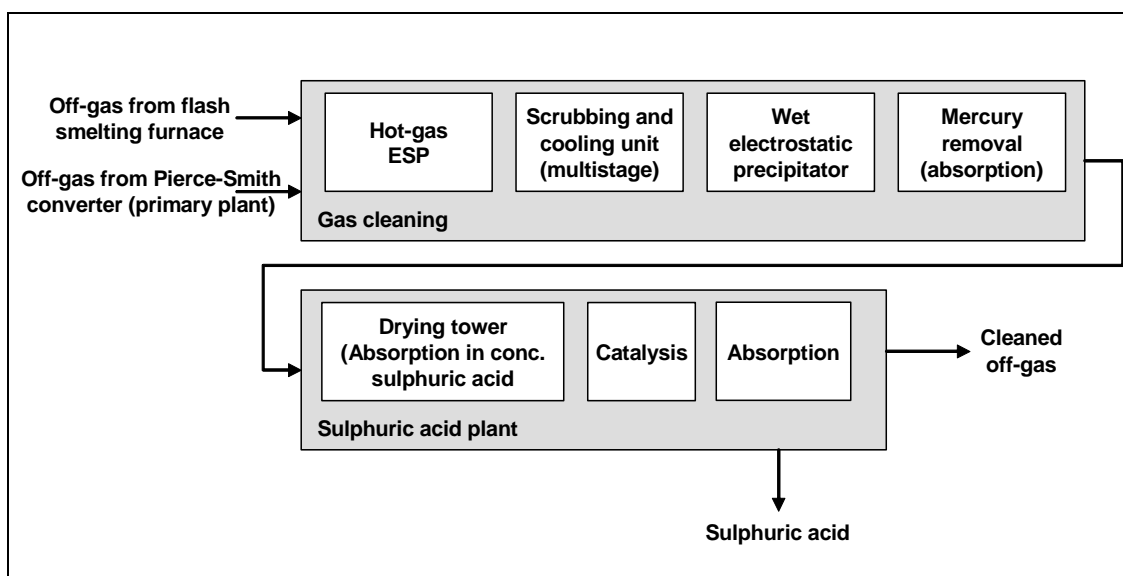 Off-gas from flash
smelting furnace
Off-gas from Pierce-Smith
converter (primary plant)
Hot-gas
ESP
Scrubbing and
cooling unit
(multistage)
Wet
electrostatic
precipitator
Mercury
removal
(absorption)
Gas cleaning
Drying tower
(Absorption in conc.
sulphuric acid
Catalysis
Absorption
Sulphuric acid plant
Cleaned
off-gas
Sulphuric acid